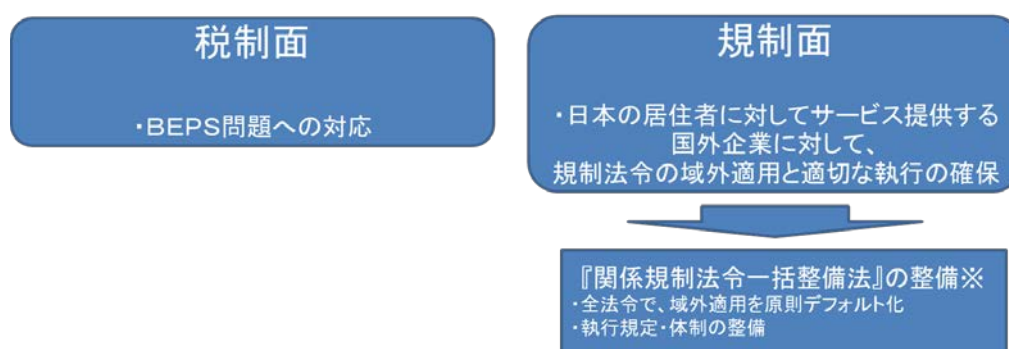 税制面
・BEPS問題への対応
規制面
・日本の居住者に対してサービス提供する
国外企業に対して、
規制法令の域外適用と適切な執行の確保
『関係規制法令一括整備法』の整備※
・全法令で、域外適用を原則デフォルト化
・執行規定・体制の整備